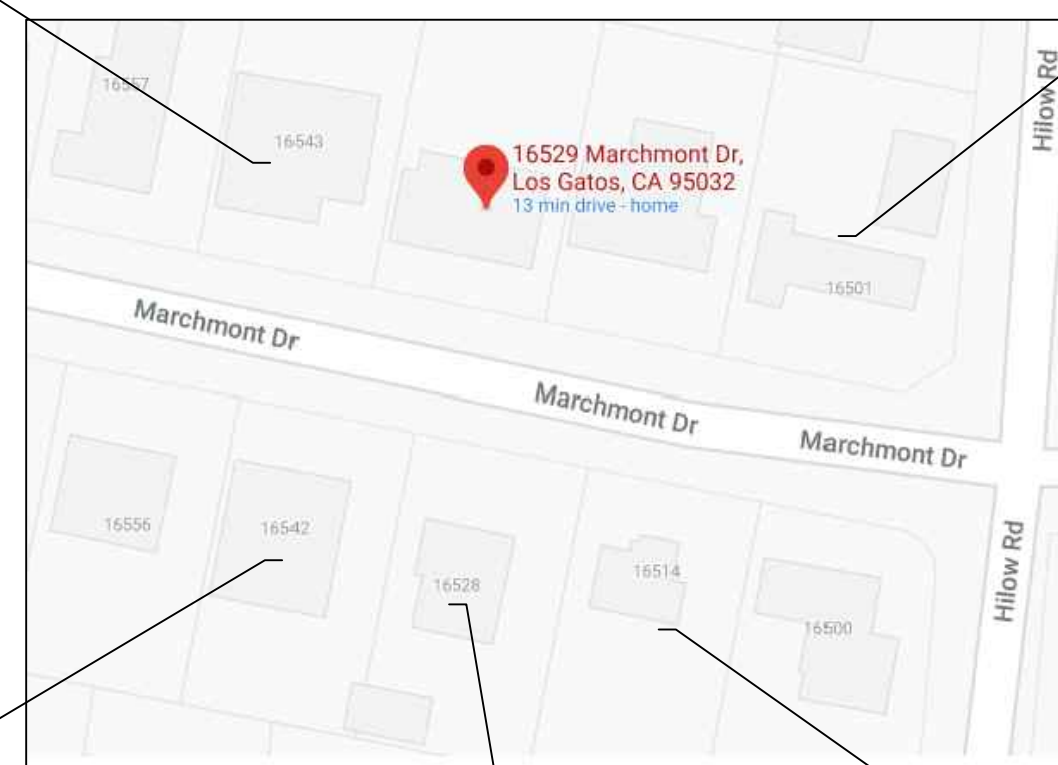 Hilow Rd
16557
16543
16529 Marchmont Dr,
Los Gatos, CA 95032
13 min drive - home
16501
Marchmont Dr
Marchmont Dr
Marchmont Dr
16556
16542
16528
16514
16500
Hilow Rd